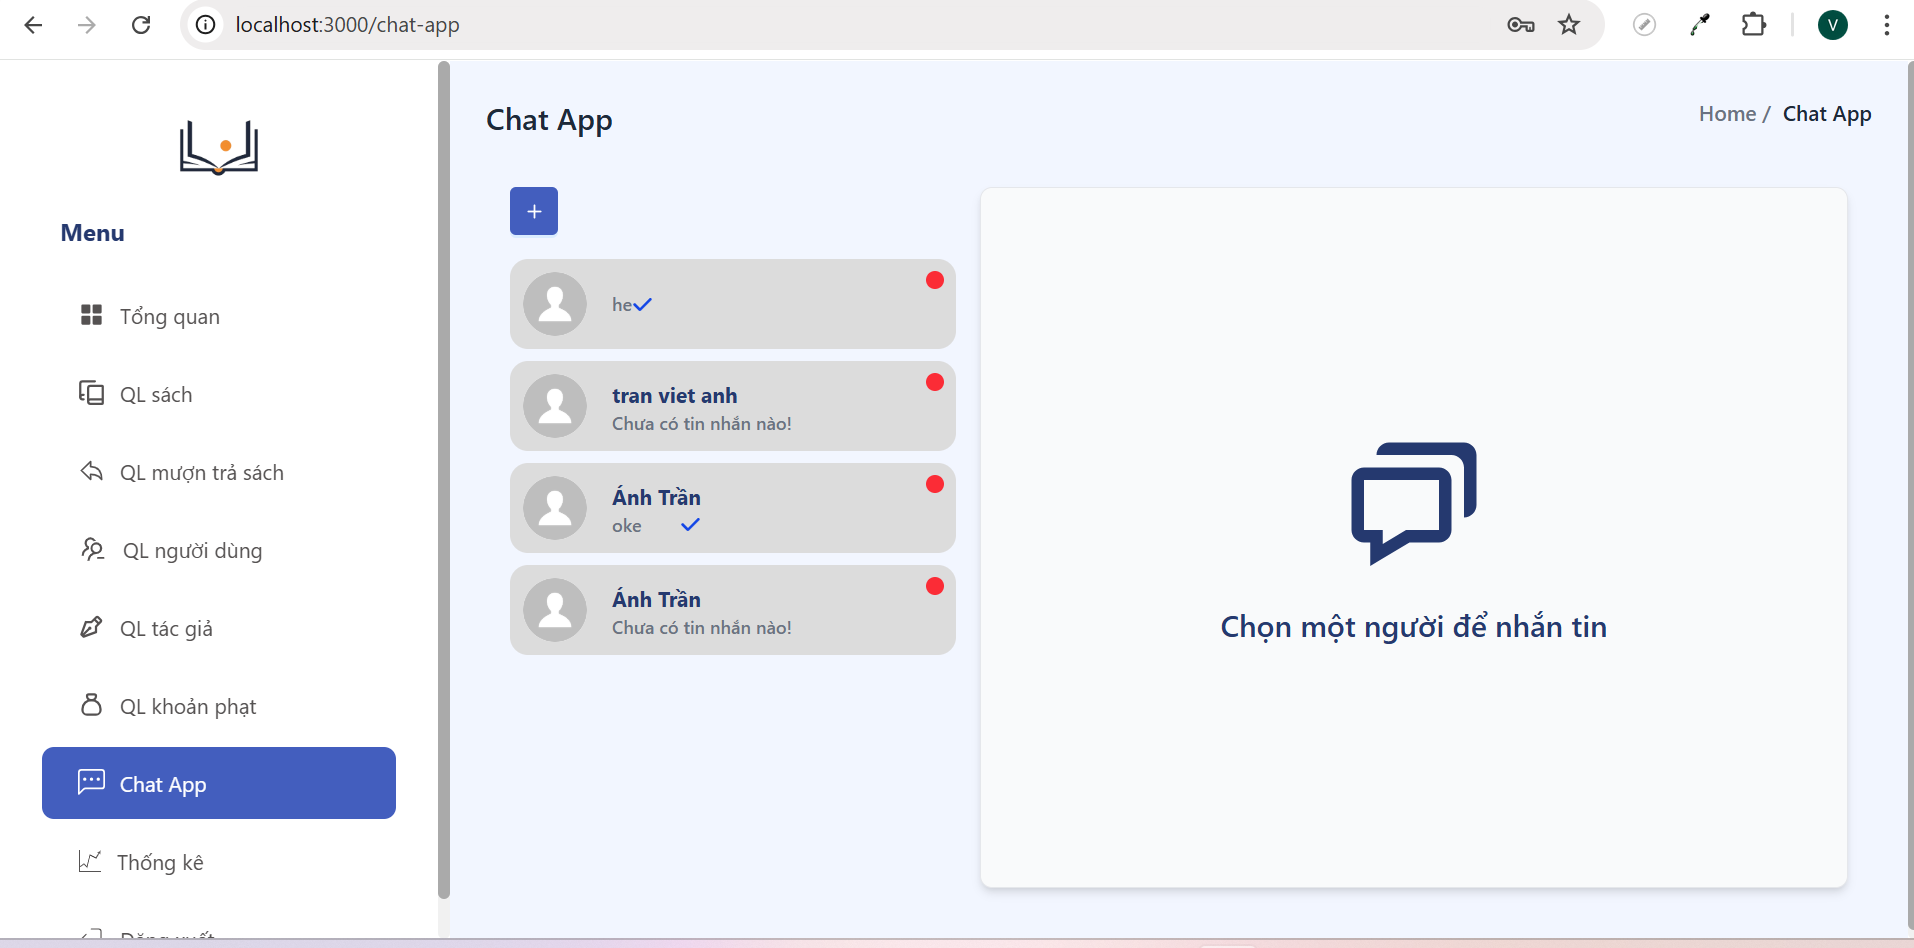 localhost:3000/chat-app
V
Menu
Tổng quan
QL sách
QL mượn trả sách
QL người dùng
QL tác giả
QL khoản phạt
Chat App
Thống kê
Đăng xuất
Chat App
Home / Chat App
+
he
tran viet anh
Chưa có tin nhắn nào!
Ánh Trần
oke
Ánh Trần
Chưa có tin nhắn nào!
Chọn một người để nhắn tin